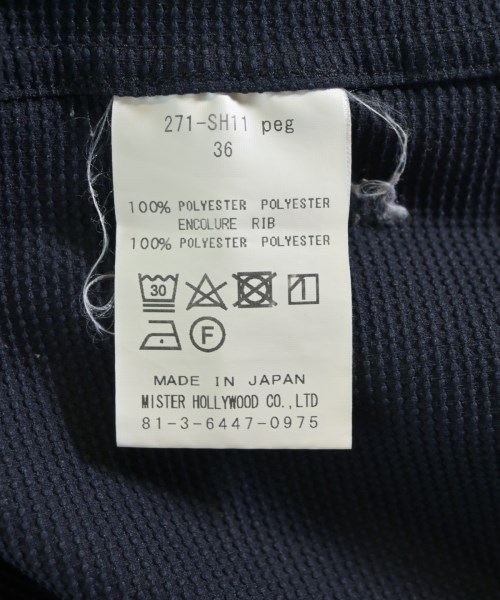 271-SH11 peg
36
100% POLYESTER POLYESTER
ENCOLURE RIB
100% POLYESTER POLYESTER
30
F
MADE IN JAPAN
MISTER HOLLYWOOD CO.,LTD
81-3-6447-0975